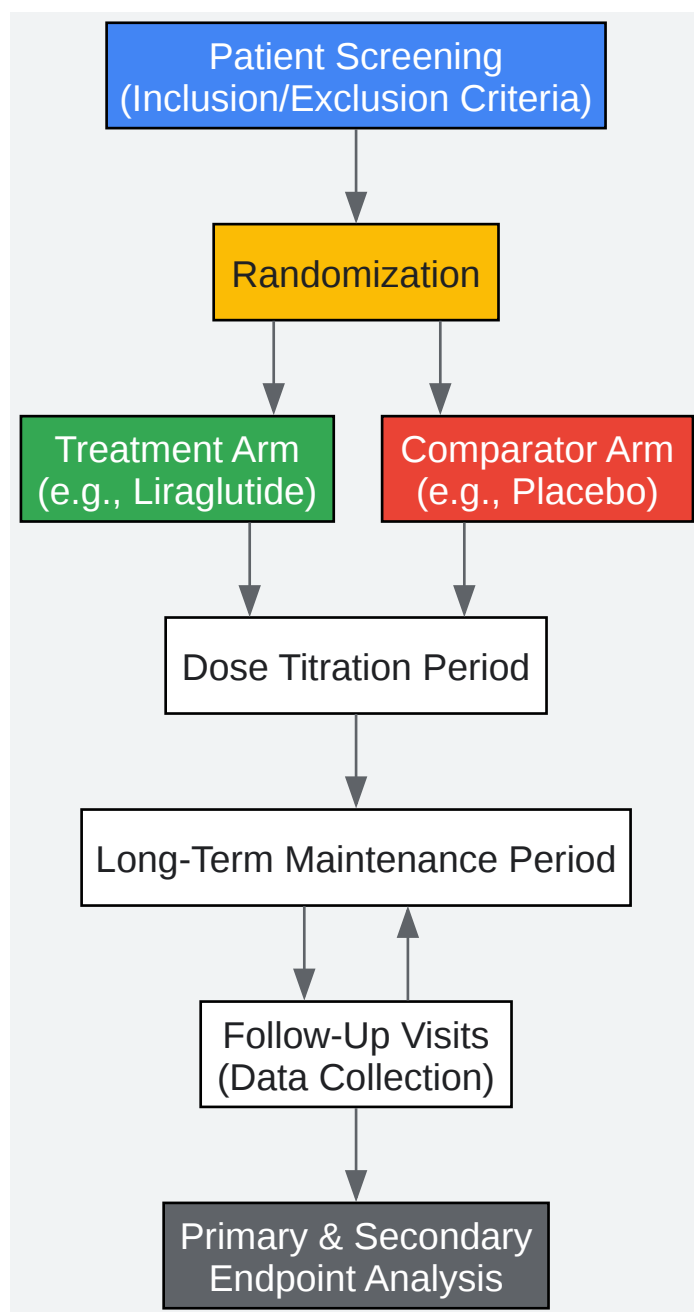 Patient Screening
(Inclusion/Exclusion Criteria)
Randomization
Treatment Arm
(e.g., Liraglutide)
Comparator Arm
(e.g., Placebo)
Dose Titration Period
Long-Term Maintenance Period
Follow-Up Visits
(Data Collection)
Primary & Secondary
Endpoint Analysis